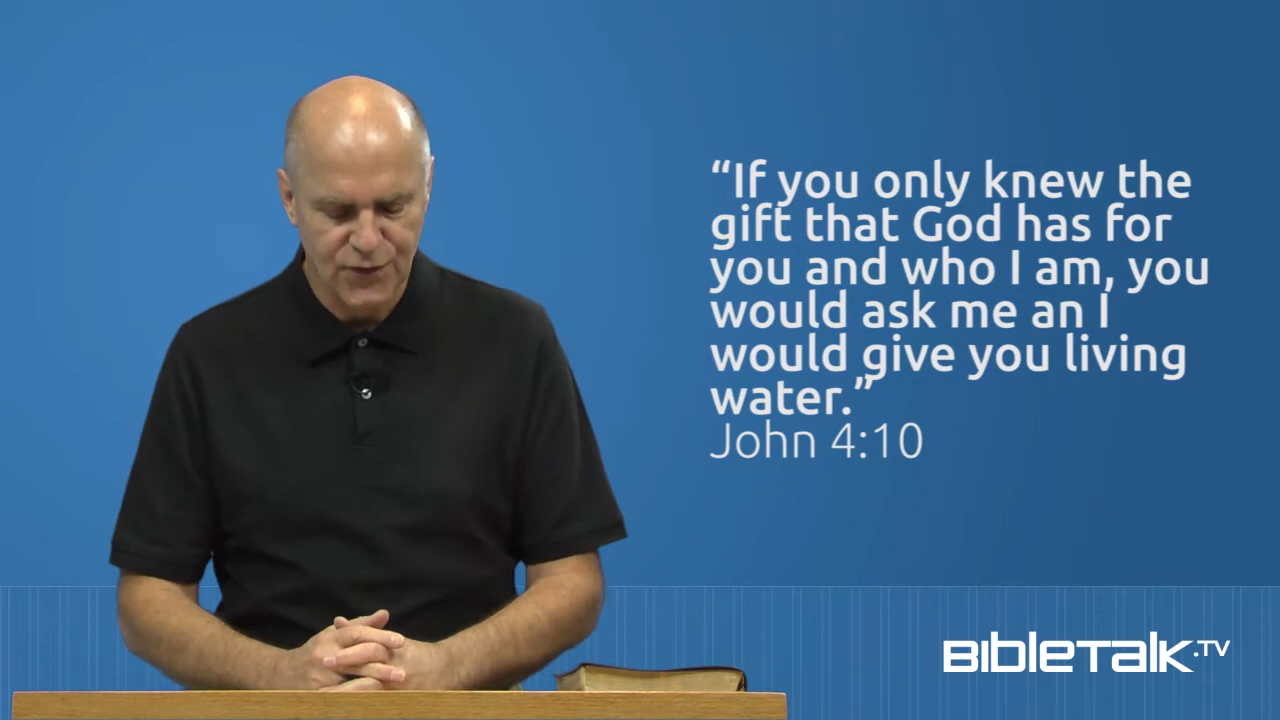 “If you only knew the
gift that God has for
you and who I am, you
would ask me an I
would give you living
water.”
John 4:10
BIBLETALK.TV